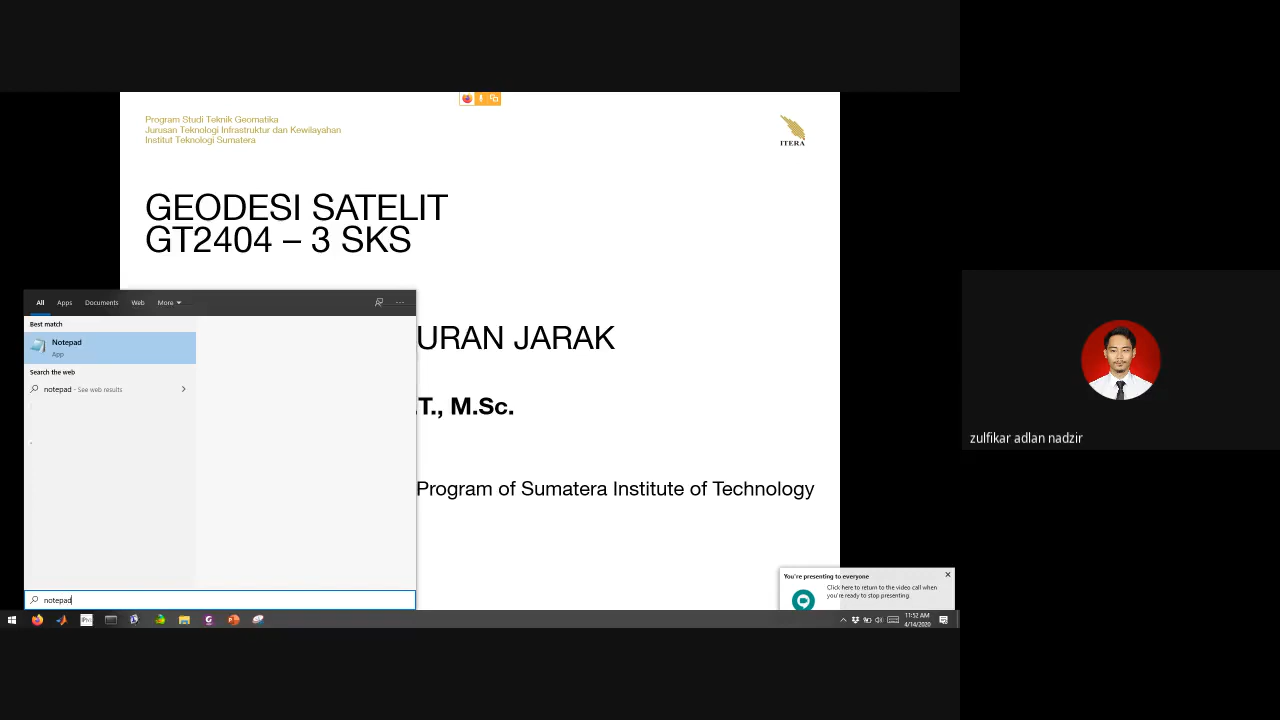 Program Studi Teknik Geomatika
Jurusan Teknologi Infrastruktur dan Kewilayahan
Institut Teknologi Sumatera
ITERA
GEODESI SATELIT
GT2404 – 3 SKS
URAN JARAK
.T., M.Sc.
Program of Sumatera Institute of Technology
All Apps Documents Web More
Best match
Notepad
App
Search the web
notepad - See web results
notepad
You're presenting to everyone
Click here to return to the video call when
you're ready to stop presenting.
11:52 AM
4/14/2020
zulfikar adlan nadzir